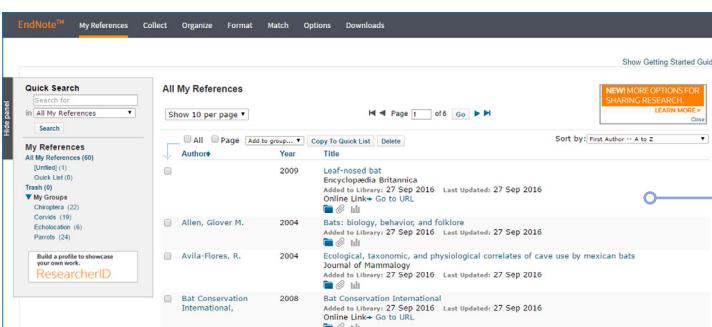 EndNote™ My References Collect Organize Format Match Options Downloads
Show Getting Started Guid
Hide panel
Quick Search
Search for
in All My References
Search
My References
All My References (60)
[Unfiled] (1)
Quick List (0)
Trash (0)
My Groups
Chiroptera (22)
Corvids (19)
Echolocation (6)
Parrots (24)
Build a profile to showcase
your own work.
ResearcherID
All My References
Show 10 per page
Page 1 of 6 Go
NEW! MORE OPTIONS FOR
SHARING RESEARCH.
LEARN MORE »
Close
All Page Add to group... Copy To Quick List Delete
Sort by: First Author -- A to Z
Author Year Title
2009 Leaf-nosed bat
Encyclopædia Britannica
Added to Library: 27 Sep 2016 Last Updated: 27 Sep 2016
Online Link→ Go to URL
Allen, Glover M. 2004 Bats: biology, behavior, and folklore
Added to Library: 27 Sep 2016 Last Updated: 27 Sep 2016
Avila-Flores, R. 2004 Ecological, taxonomic, and physiological correlates of cave use by mexican bats
Journal of Mammalogy
Added to Library: 27 Sep 2016 Last Updated: 27 Sep 2016
Bat Conservation 2008 Bat Conservation International
International, Added to Library: 27 Sep 2016 Last Updated: 27 Sep 2016
Online Link→ Go to URL